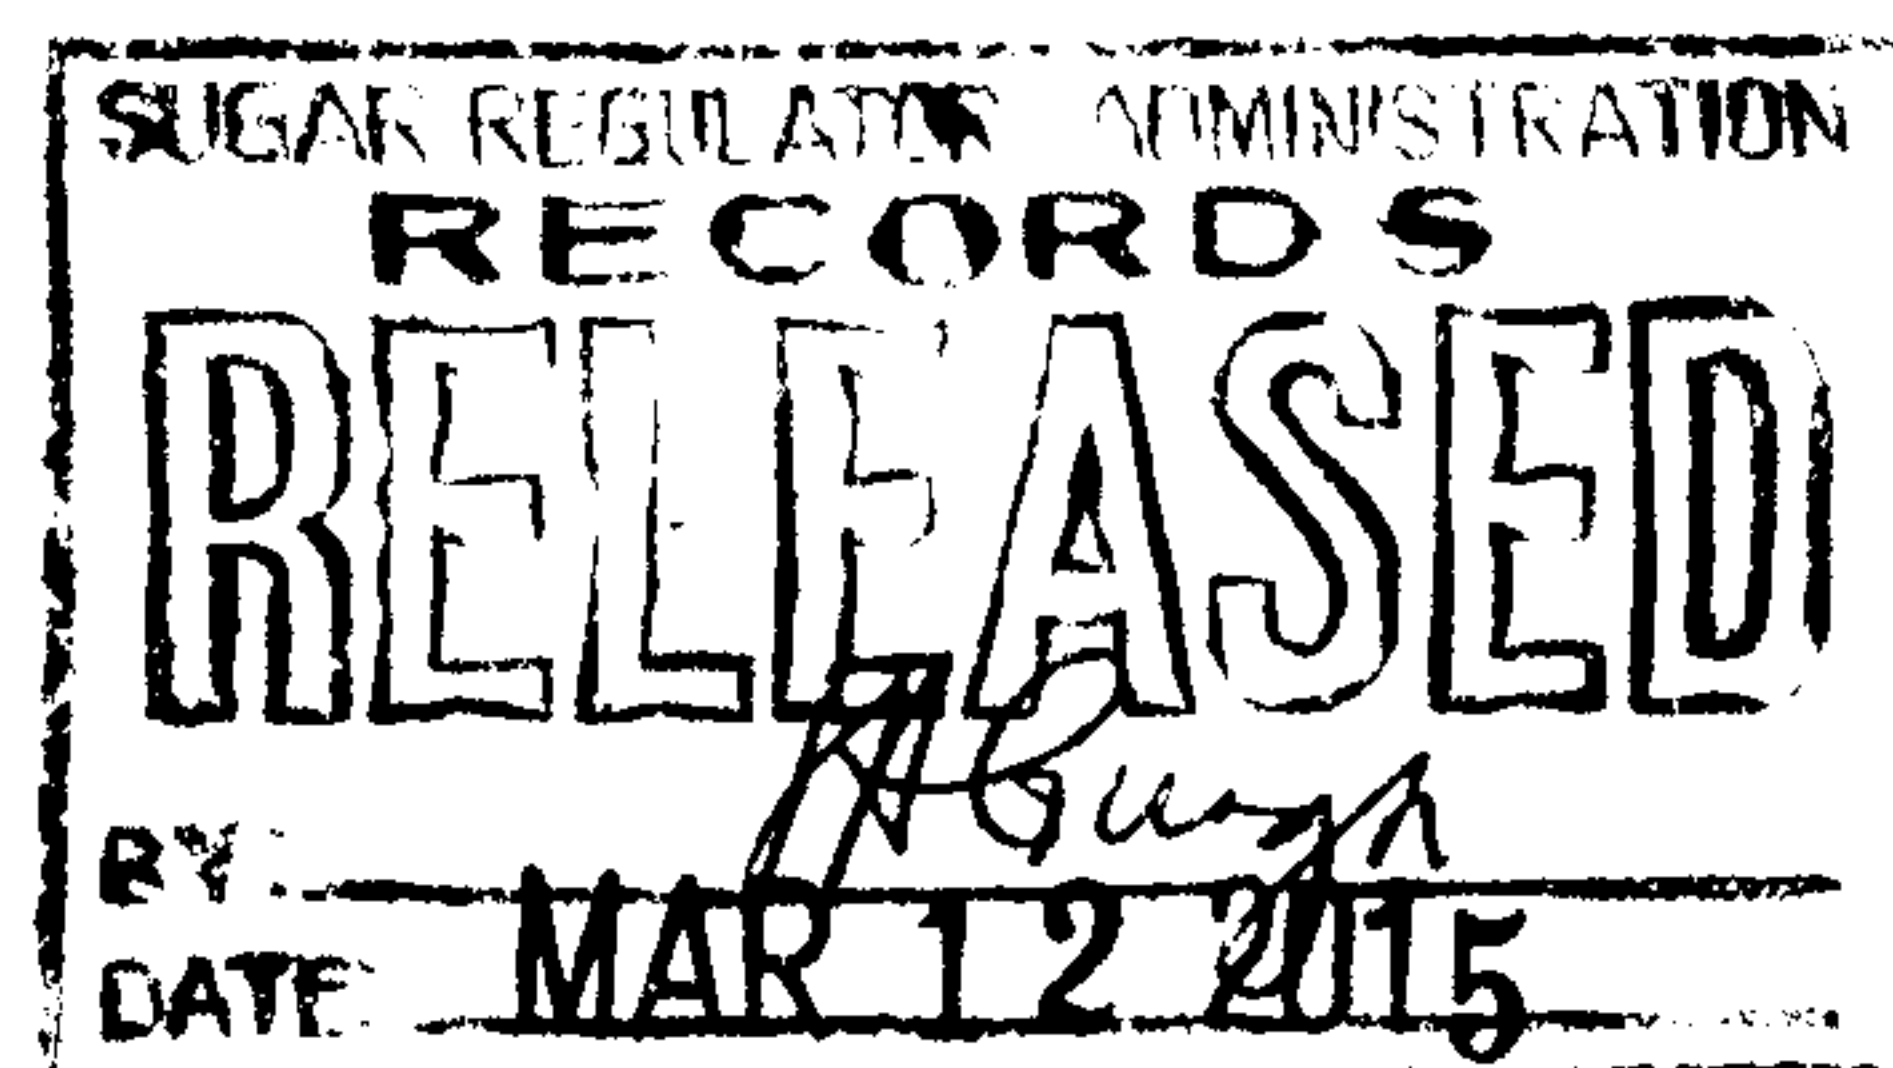 SUGAR REGULATORY ADMINISTRATION
RECORDS
RELEASED
BY:
DATE: MAR 12 2015